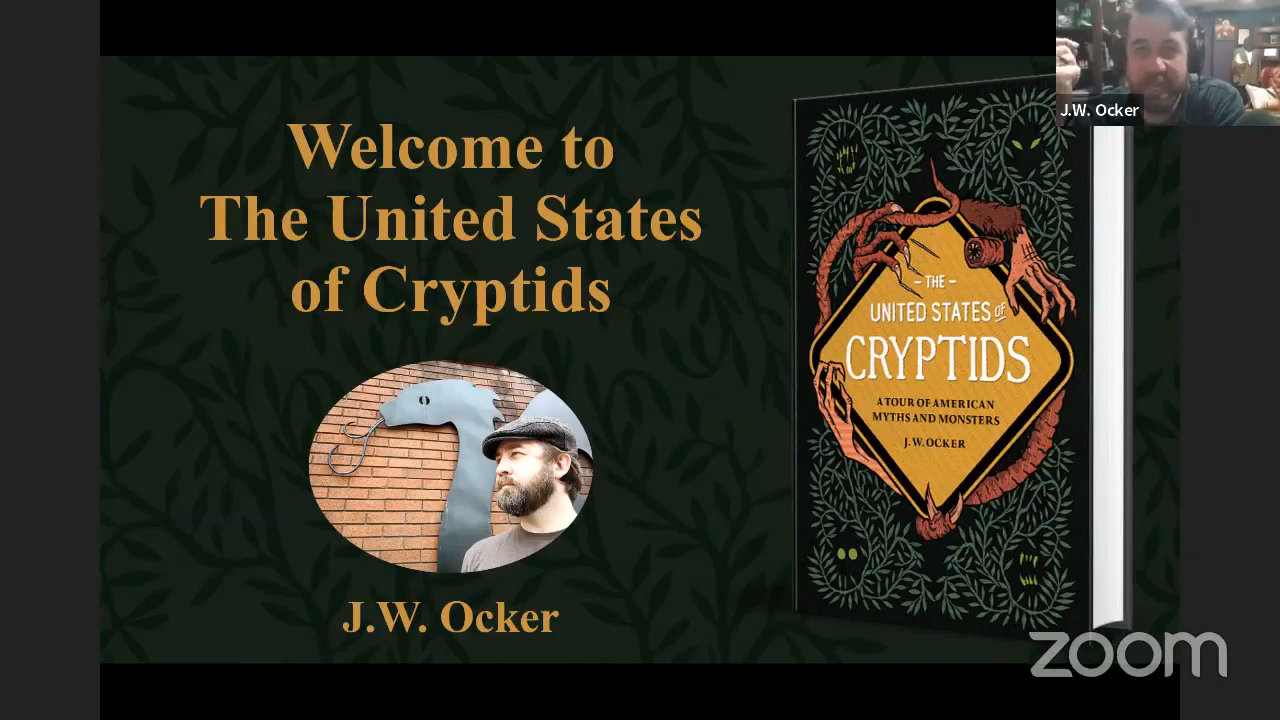 Welcome to
The United States
of Cryptids
J.W. Ocker
– THE –
UNITED STATES OF
CRYPTIDS
A TOUR OF AMERICAN
MYTHS AND MONSTERS
J.W. OCKER
J.W. Ocker
zoom